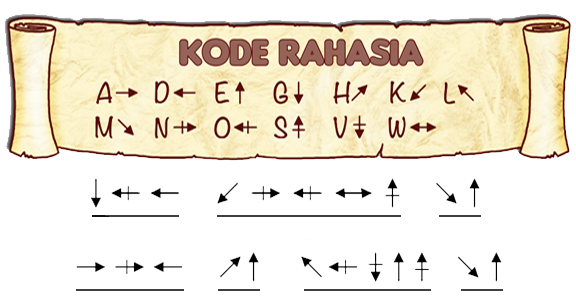 KODE RAHASIA
A→ D← E↑ G↓ H↗ K↙ L↖
M↘ N⇸ O⇷ S⇞ V⇟ W↔
↓ ⇷ ← ↙ ⇸ ⇷ ↔ ⇞ ↘ ↑
→ ⇸ ← ↗ ↑ ↖ ⇷ ⇟ ↑ ⇞ ↘ ↑